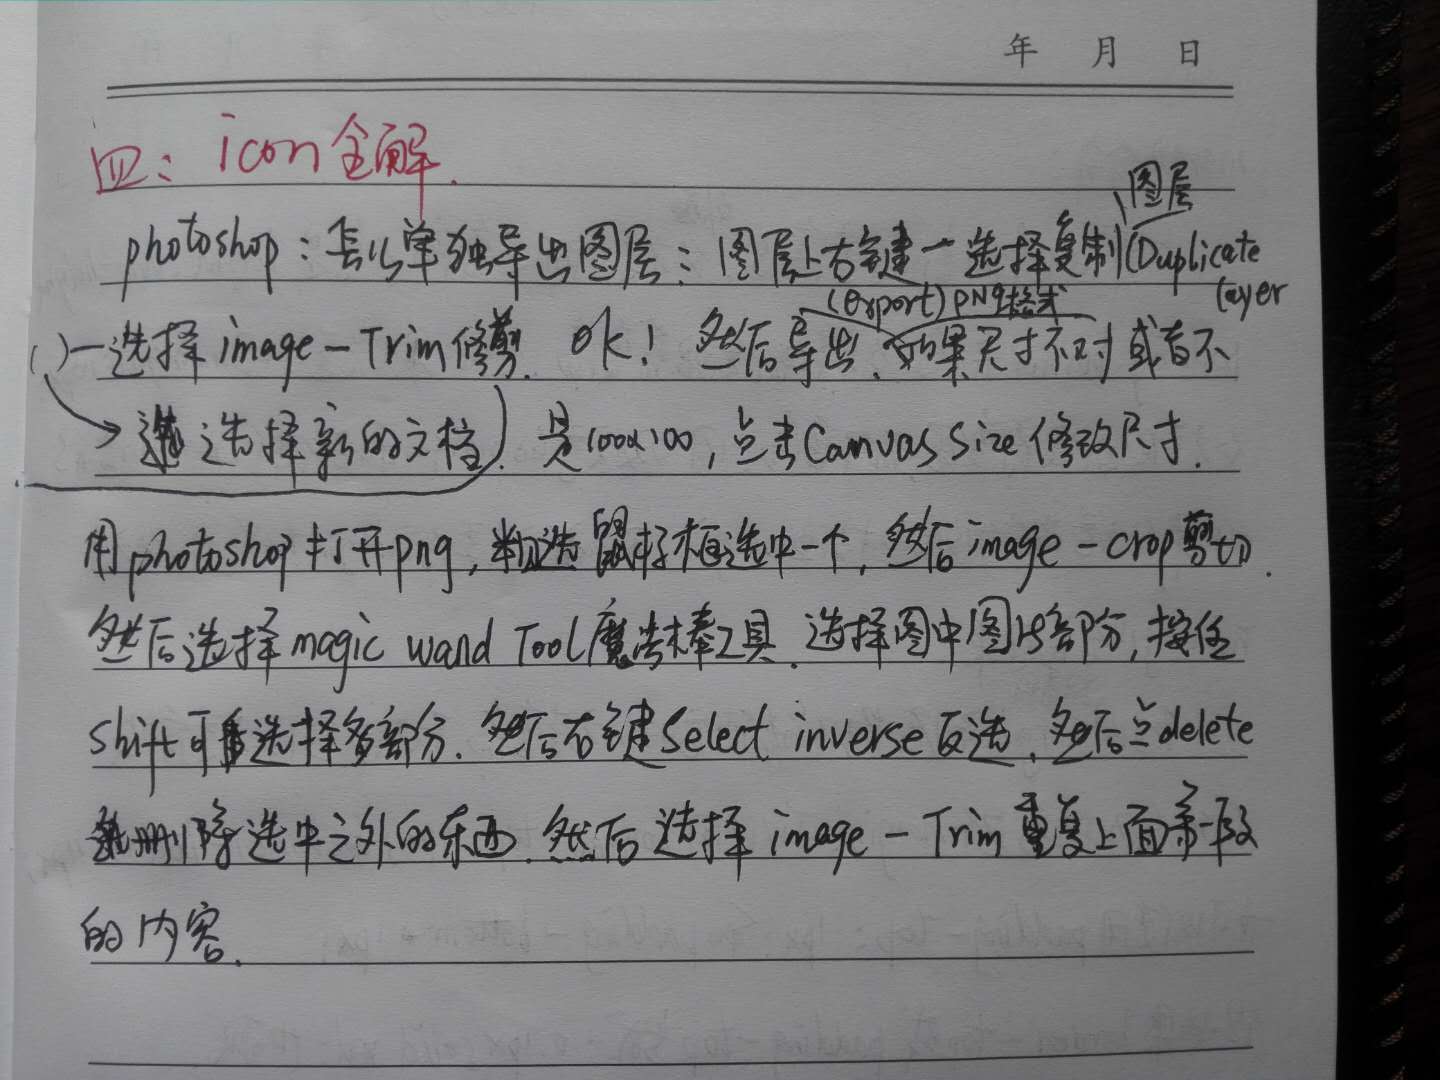 年 月 日
四：icon全解.
图层
photoshop：怎么单独导出图层：图层上右键－选择复制(Duplicate
layer
(export) PNG格式
()－选择image－Trim修剪. ok！然后导出.如果尺寸不对或者不
选择新的文档) 是100x100,点击Canvas Size修改尺寸.
用photoshop打开png,鼠标框选中一个,然后image－crop剪切.
然后选择magic wand Tool魔法棒工具.选择图中图标部分,按住
shift可选择多部分.然后右键Select inverse反选.然后点delete
删除选中之外的东西.然后选择image－Trim重复上面第一段
的内容.